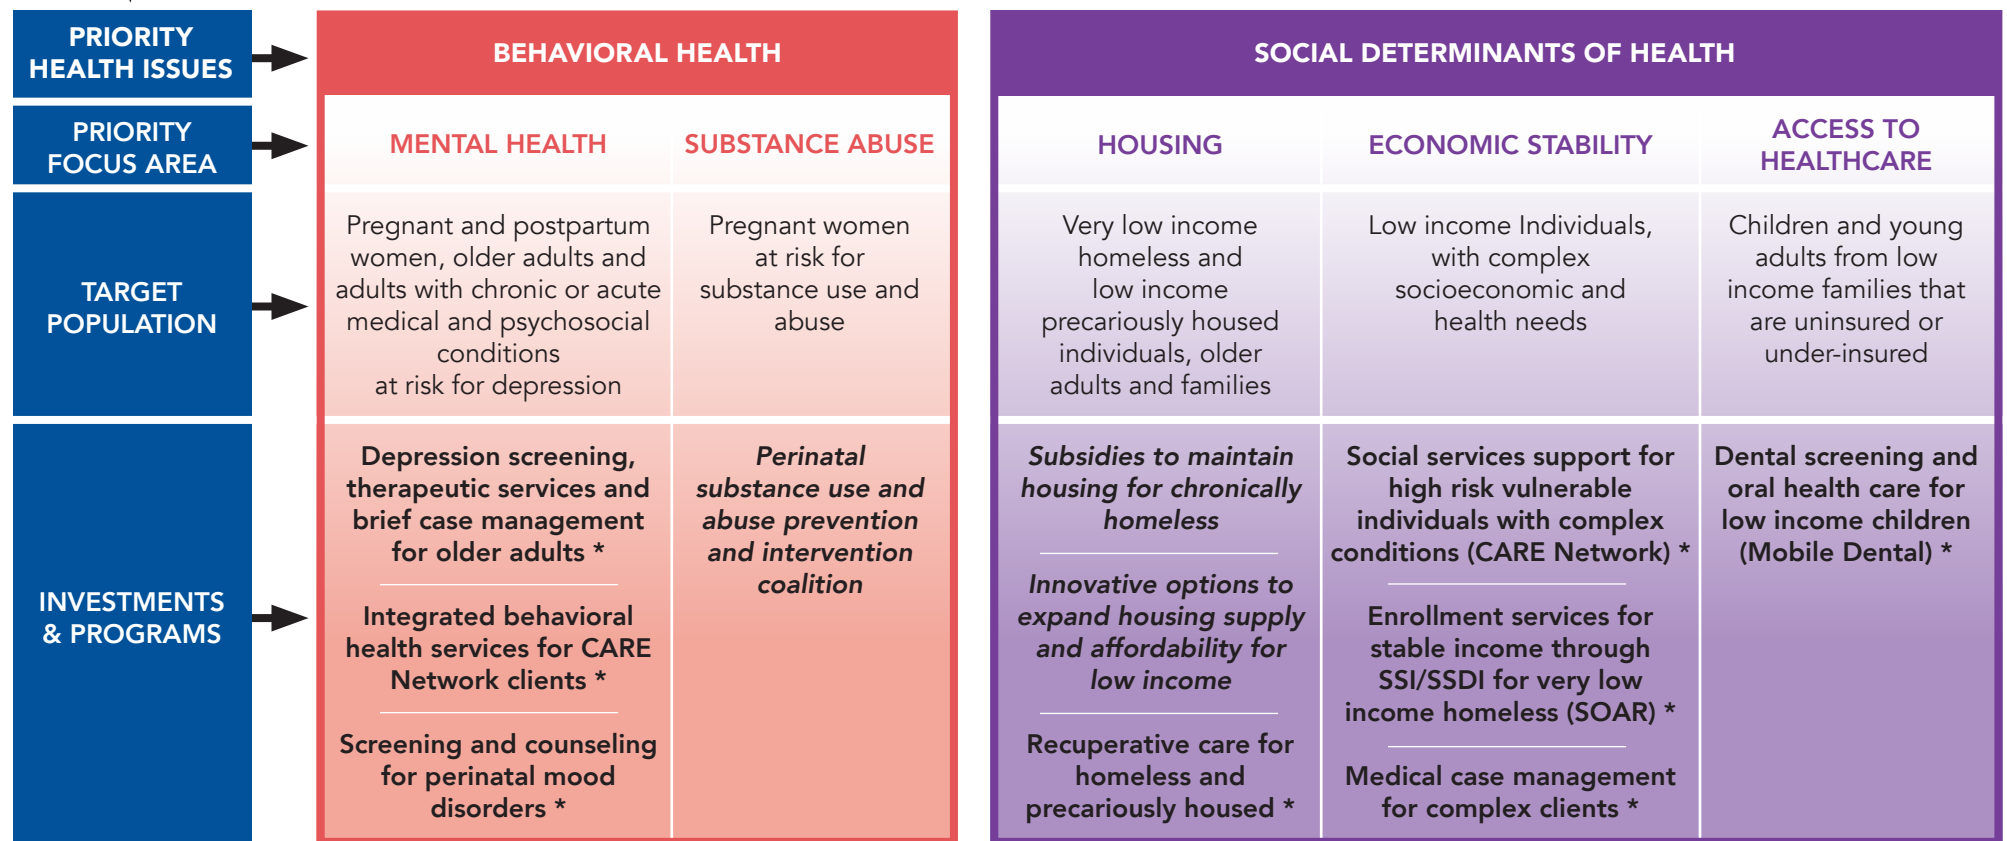 PRIORITY
HEALTH ISSUES
BEHAVIORAL HEALTH
SOCIAL DETERMINANTS OF HEALTH
PRIORITY
FOCUS AREA
MENTAL HEALTH
SUBSTANCE ABUSE
HOUSING
ECONOMIC STABILITY
ACCESS TO
HEALTHCARE
TARGET
POPULATION
Pregnant and postpartum
women, older adults and
adults with chronic or acute
medical and psychosocial
conditions
at risk for depression
Pregnant women
at risk for
substance use and
abuse
Very low income
homeless and
low income
precariously housed
individuals, older
adults and families
Low income Individuals,
with complex
socioeconomic and
health needs
Children and young
adults from low
income families that
are uninsured or
under-insured
INVESTMENTS
& PROGRAMS
Depression screening,
therapeutic services and
brief case management
for older adults *
Integrated behavioral
health services for CARE
Network clients *
Screening and counseling
for perinatal mood
disorders *
Perinatal
substance use and
abuse prevention
and intervention
coalition
Subsidies to maintain
housing for chronically
homeless
Innovative options to
expand housing supply
and affordability for
low income
Recuperative care for
homeless and
precariously housed *
Social services support for
high risk vulnerable
individuals with complex
conditions (CARE Network) *
Enrollment services for
stable income through
SSI/SSDI for very low
income homeless (SOAR) *
Medical case management
for complex clients *
Dental screening and
oral health care for
low income children
(Mobile Dental) *